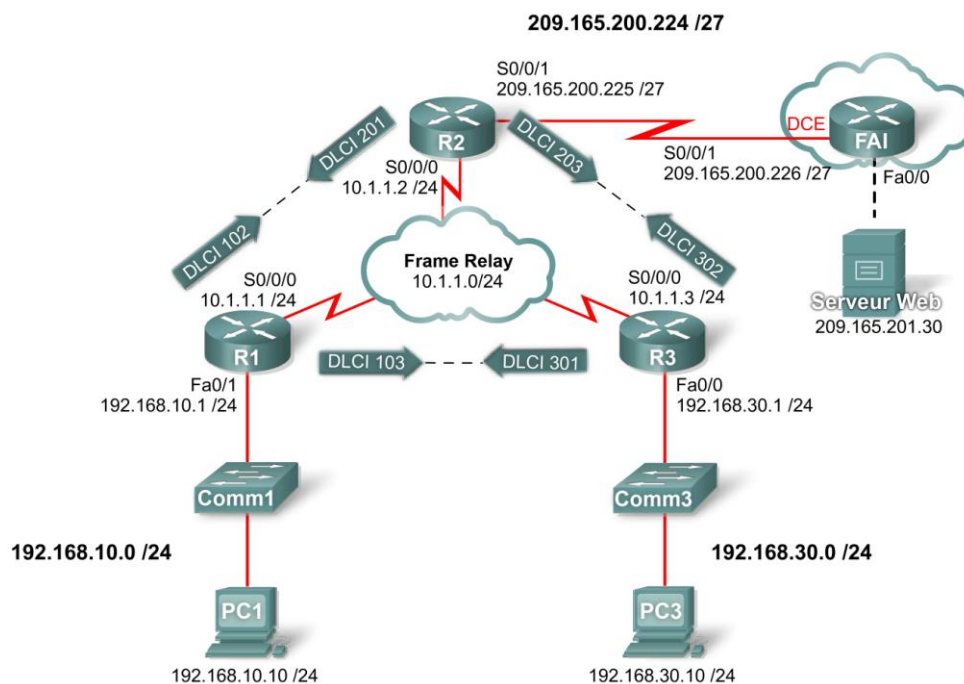 209.165.200.224 /27
S0/0/1
209.165.200.225 /27
DCE
FAI
R2
DLCI 201
DLCI 203
S0/0/0
10.1.1.2 /24
S0/0/1
209.165.200.226 /27
Fa0/0
DLCI 102
DLCI 302
Frame Relay
10.1.1.0/24
S0/0/0
10.1.1.1 /24
S0/0/0
10.1.1.3 /24
Serveur Web
209.165.201.30
R1
DLCI 103
DLCI 301
R3
Fa0/1
192.168.10.1 /24
Fa0/0
192.168.30.1 /24
Comm1
Comm3
192.168.10.0 /24
192.168.30.0 /24
PC1
PC3
192.168.10.10 /24
192.168.30.10 /24